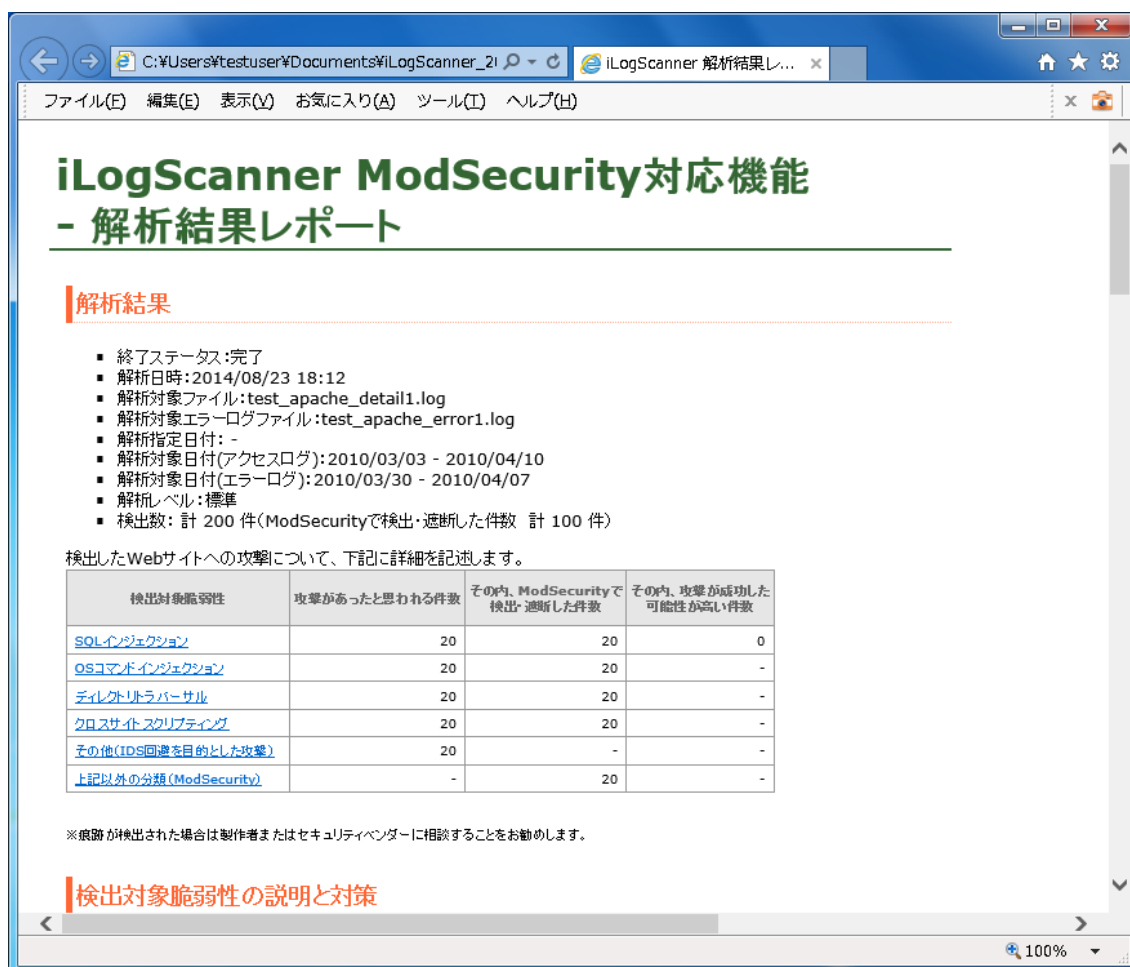 C:¥Users¥testuser¥Documents¥iLogScanner_2
iLogScanner 解析結果レ... ×
ファイル(F) 編集(E) 表示(V) お気に入り(A) ツール(T) ヘルプ(H)
iLogScanner ModSecurity対応機能
- 解析結果レポート
解析結果
▪ 終了ステータス:完了
▪ 解析日時:2014/08/23 18:12
▪ 解析対象ファイル:test_apache_detail1.log
▪ 解析対象エラーログファイル:test_apache_error1.log
▪ 解析指定日付: -
▪ 解析対象日付(アクセスログ):2010/03/03 - 2010/04/10
▪ 解析対象日付(エラーログ):2010/03/30 - 2010/04/07
▪ 解析レベル:標準
▪ 検出数: 計 200 件(ModSecurityで検出・遮断した件数 計 100 件)
検出したWebサイトへの攻撃について、下記に詳細を記述します。
検出対象脆弱性 攻撃があったと思われる件数 その内、ModSecurityで検出・遮断した件数 その内、攻撃が成功した可能性が高い件数
SQLインジェクション 20 20 0
OSコマンドインジェクション 20 20 -
ディレクトリトラバーサル 20 20 -
クロスサイトスクリプティング 20 20 -
その他(IDS回避を目的とした攻撃) 20 - -
上記以外の分類(ModSecurity) - 20 -
※痕跡が検出された場合は製作者またはセキュリティベンダーに相談することをお勧めします。
検出対象脆弱性の説明と対策
100%